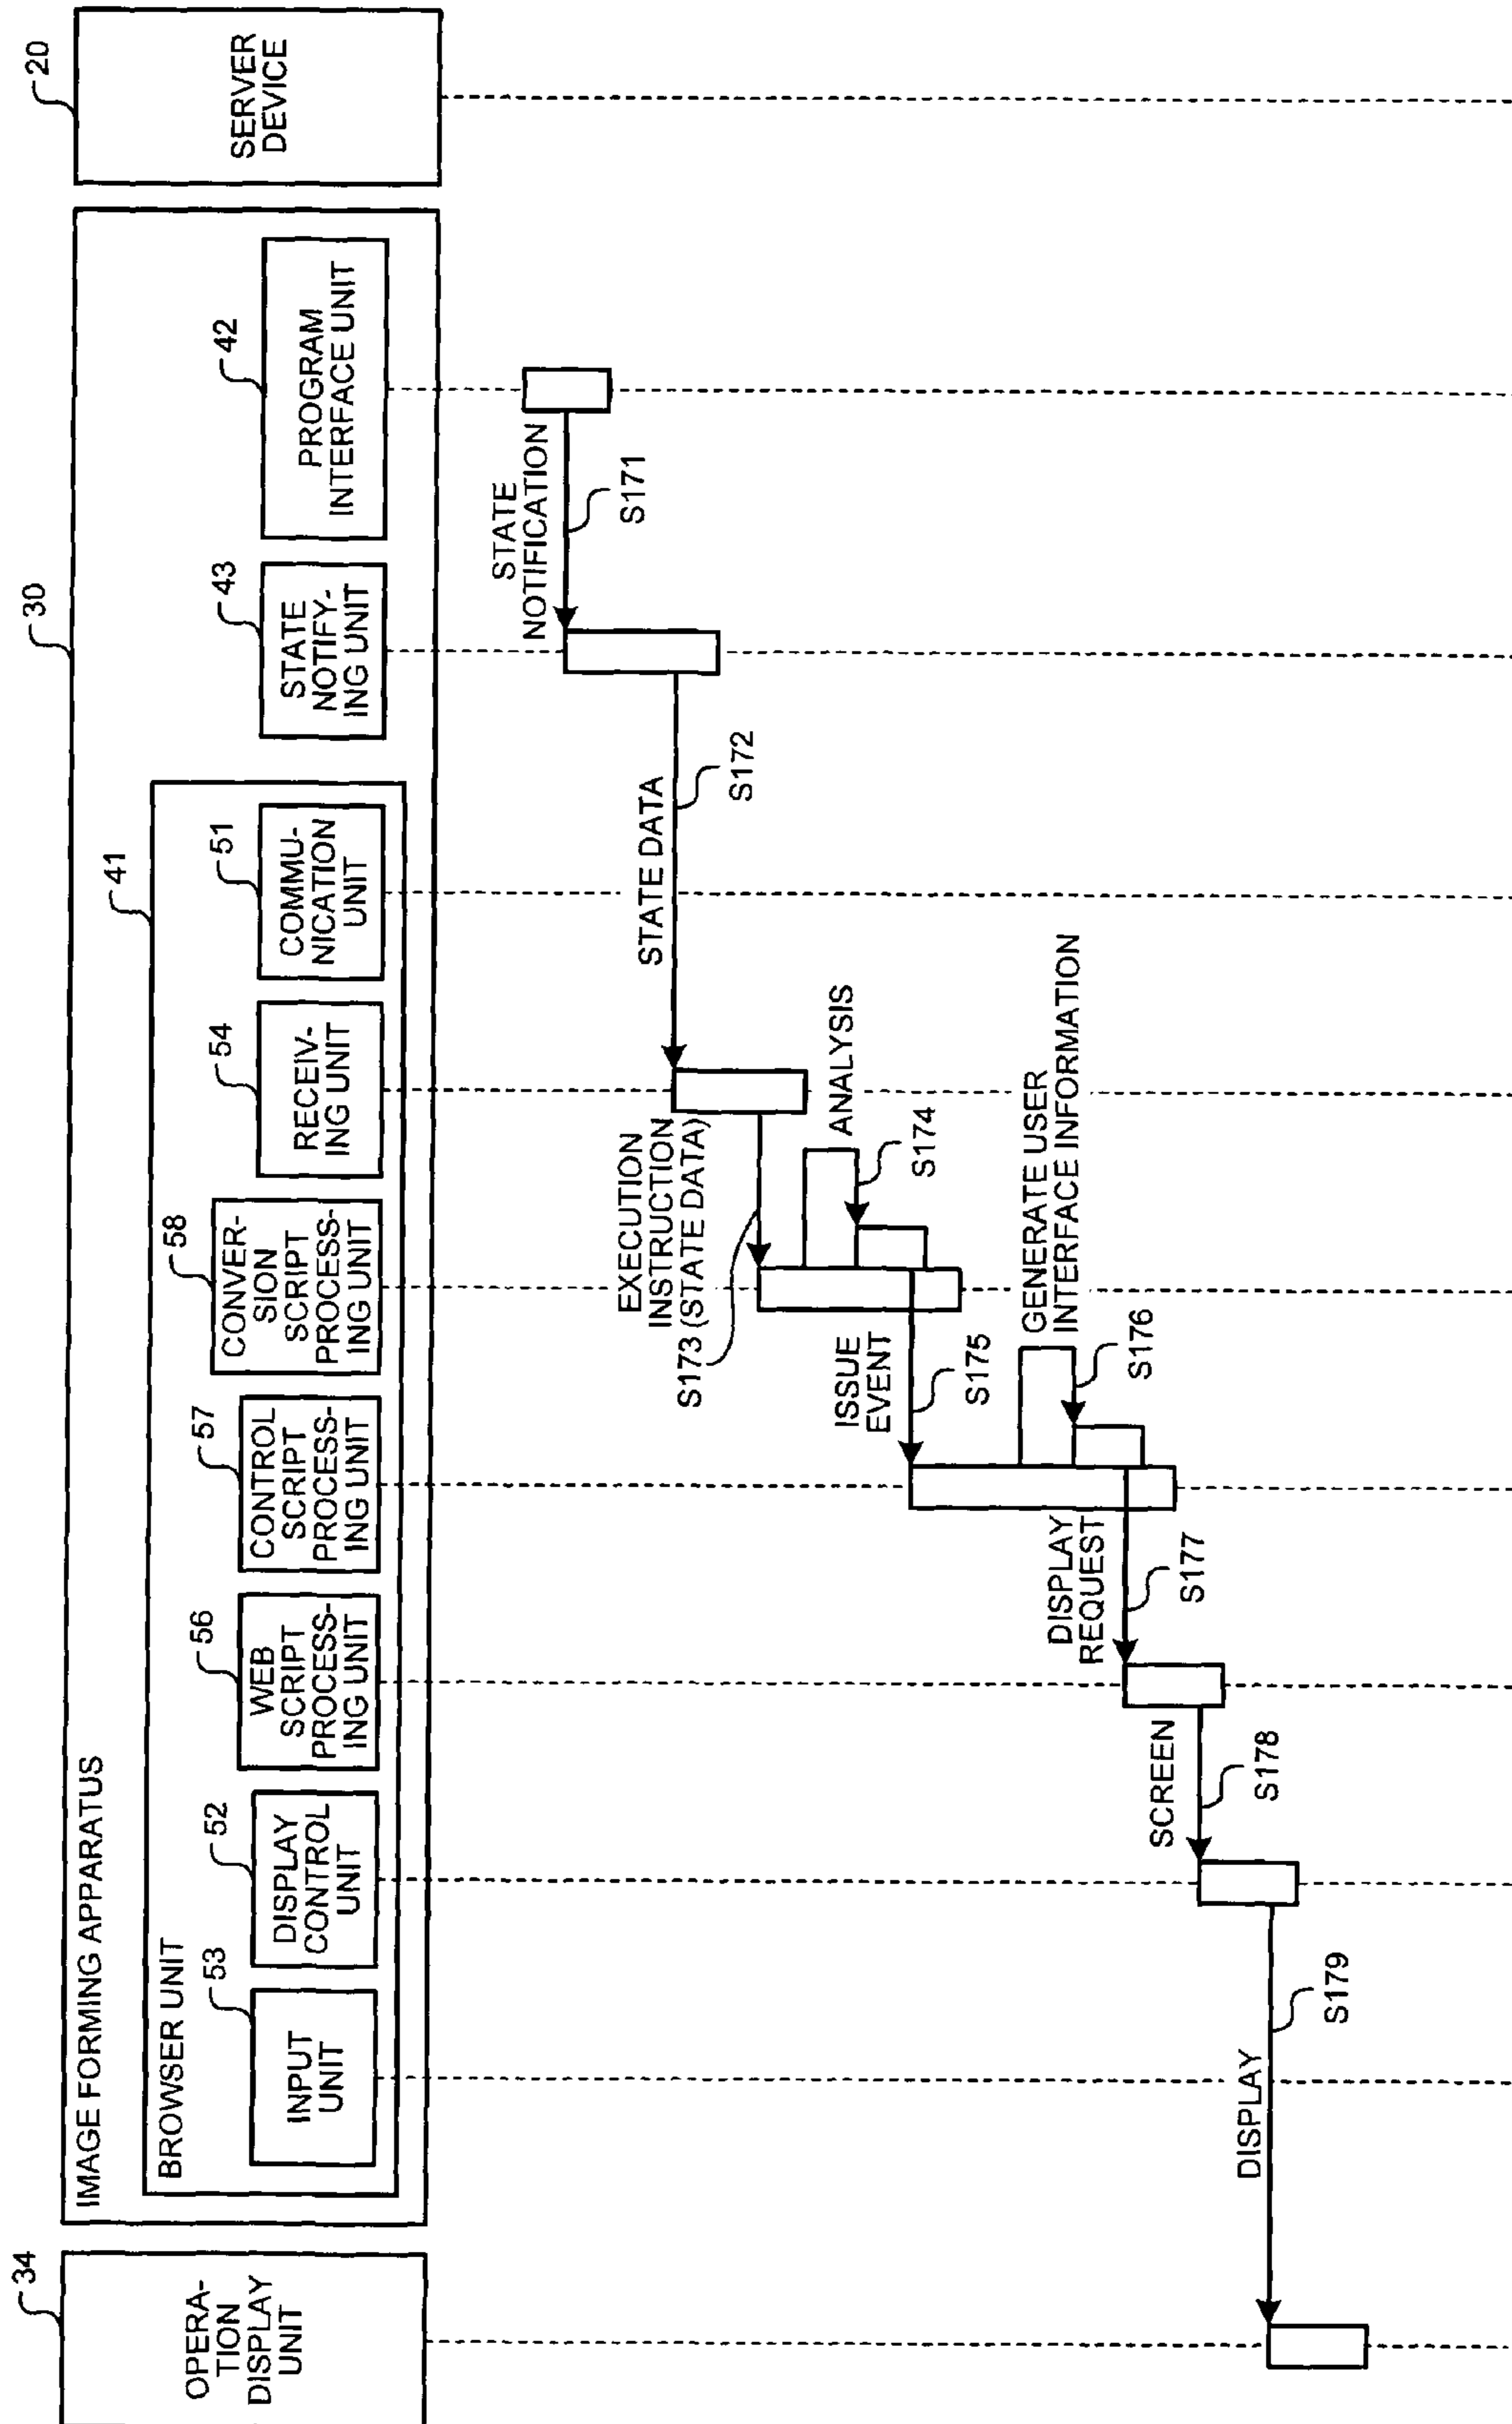 34
OPERA-
TION
DISPLAY
UNIT
30
IMAGE FORMING APPARATUS
41
BROWSER UNIT
53
INPUT
UNIT
52
DISPLAY
CONTROL
UNIT
56
WEB
SCRIPT
PROCESS-
ING UNIT
57
CONTROL
SCRIPT
PROCESS-
ING UNIT
58
CONVER-
SION
SCRIPT
PROCESS-
ING UNIT
54
RECEIV-
ING UNIT
51
COMMU-
NICATION
UNIT
43
STATE
NOTIFY-
ING UNIT
42
PROGRAM
INTERFACE UNIT
20
SERVER
DEVICE
STATE
NOTIFICATION
S171
STATE DATA
S172
EXECUTION
INSTRUCTION
S173 (STATE DATA)
ANALYSIS
S174
ISSUE
EVENT
S175
GENERATE USER
INTERFACE INFORMATION
S176
DISPLAY
REQUEST
S177
SCREEN
S178
DISPLAY
S179